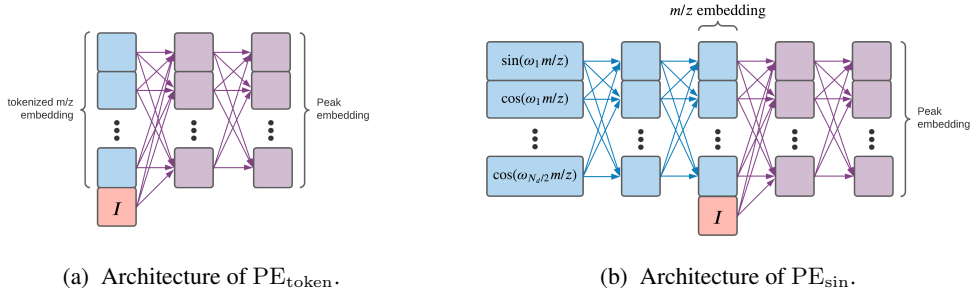 tokenized m/z
embedding
I
Peak
embedding
(a) Architecture of PE_token.
m/z embedding
sin(ω₁m/z)
cos(ω₁m/z)
cos(ω_{N_d/2}m/z)
I
Peak
embedding
(b) Architecture of PE_sin.